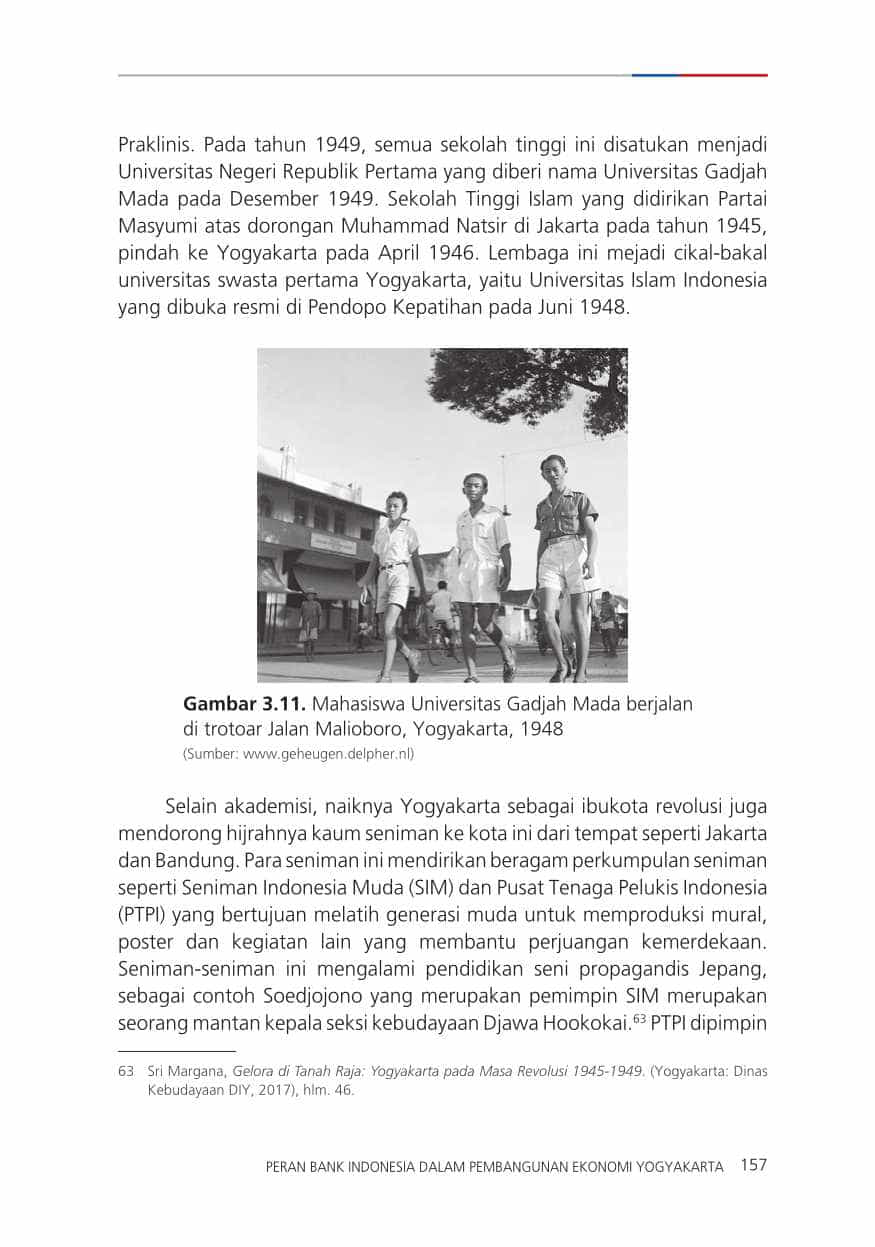 Praklinis. Pada tahun 1949, semua sekolah tinggi ini disatukan menjadi
Universitas Negeri Republik Pertama yang diberi nama Universitas Gadjah
Mada pada Desember 1949. Sekolah Tinggi Islam yang didirikan Partai
Masyumi atas dorongan Muhammad Natsir di Jakarta pada tahun 1945,
pindah ke Yogyakarta pada April 1946. Lembaga ini mejadi cikal-bakal
universitas swasta pertama Yogyakarta, yaitu Universitas Islam Indonesia
yang dibuka resmi di Pendopo Kepatihan pada Juni 1948.
Gambar 3.11. Mahasiswa Universitas Gadjah Mada berjalan
di trotoar Jalan Malioboro, Yogyakarta, 1948
(Sumber: www.geheugen.delpher.nl)
Selain akademisi, naiknya Yogyakarta sebagai ibukota revolusi juga
mendorong hijrahnya kaum seniman ke kota ini dari tempat seperti Jakarta
dan Bandung. Para seniman ini mendirikan beragam perkumpulan seniman
seperti Seniman Indonesia Muda (SIM) dan Pusat Tenaga Pelukis Indonesia
(PTPI) yang bertujuan melatih generasi muda untuk memproduksi mural,
poster dan kegiatan lain yang membantu perjuangan kemerdekaan.
Seniman-seniman ini mengalami pendidikan seni propagandis Jepang,
sebagai contoh Soedjojono yang merupakan pemimpin SIM merupakan
seorang mantan kepala seksi kebudayaan Djawa Hookokai.63 PTPI dipimpin
63 Sri Margana, Gelora di Tanah Raja: Yogyakarta pada Masa Revolusi 1945-1949. (Yogyakarta: Dinas
Kebudayaan DIY, 2017), hlm. 46.
PERAN BANK INDONESIA DALAM PEMBANGUNAN EKONOMI YOGYAKARTA 157